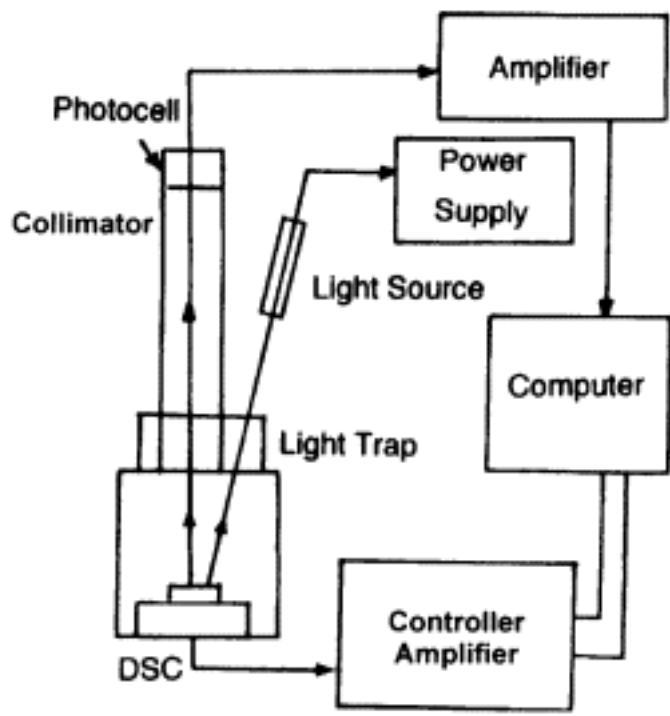 Amplifier
Photocell
Power
Supply
Collimator
Light Source
Computer
Light Trap
Controller
Amplifier
DSC